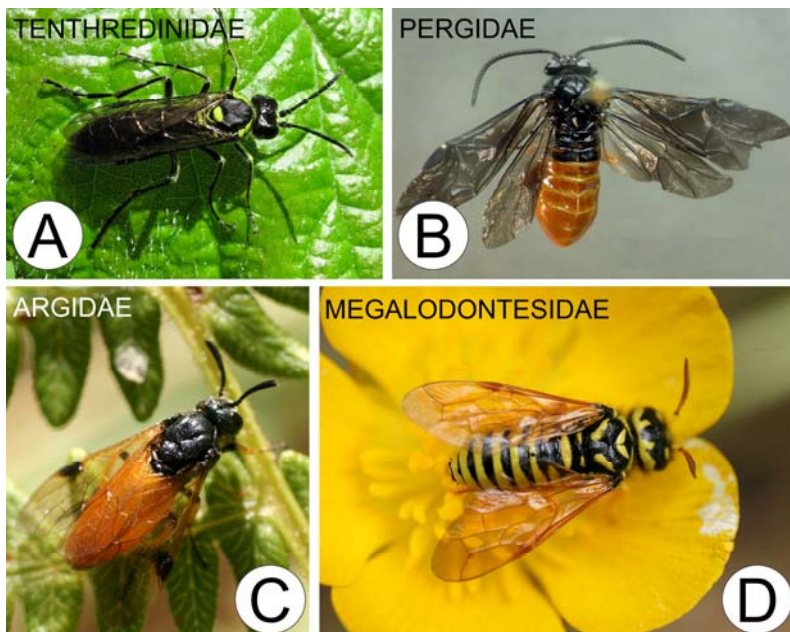 TENTHREDINIDAE
A
PERGIDAE
B
ARGIDAE
C
MEGALODONTESIDAE
D